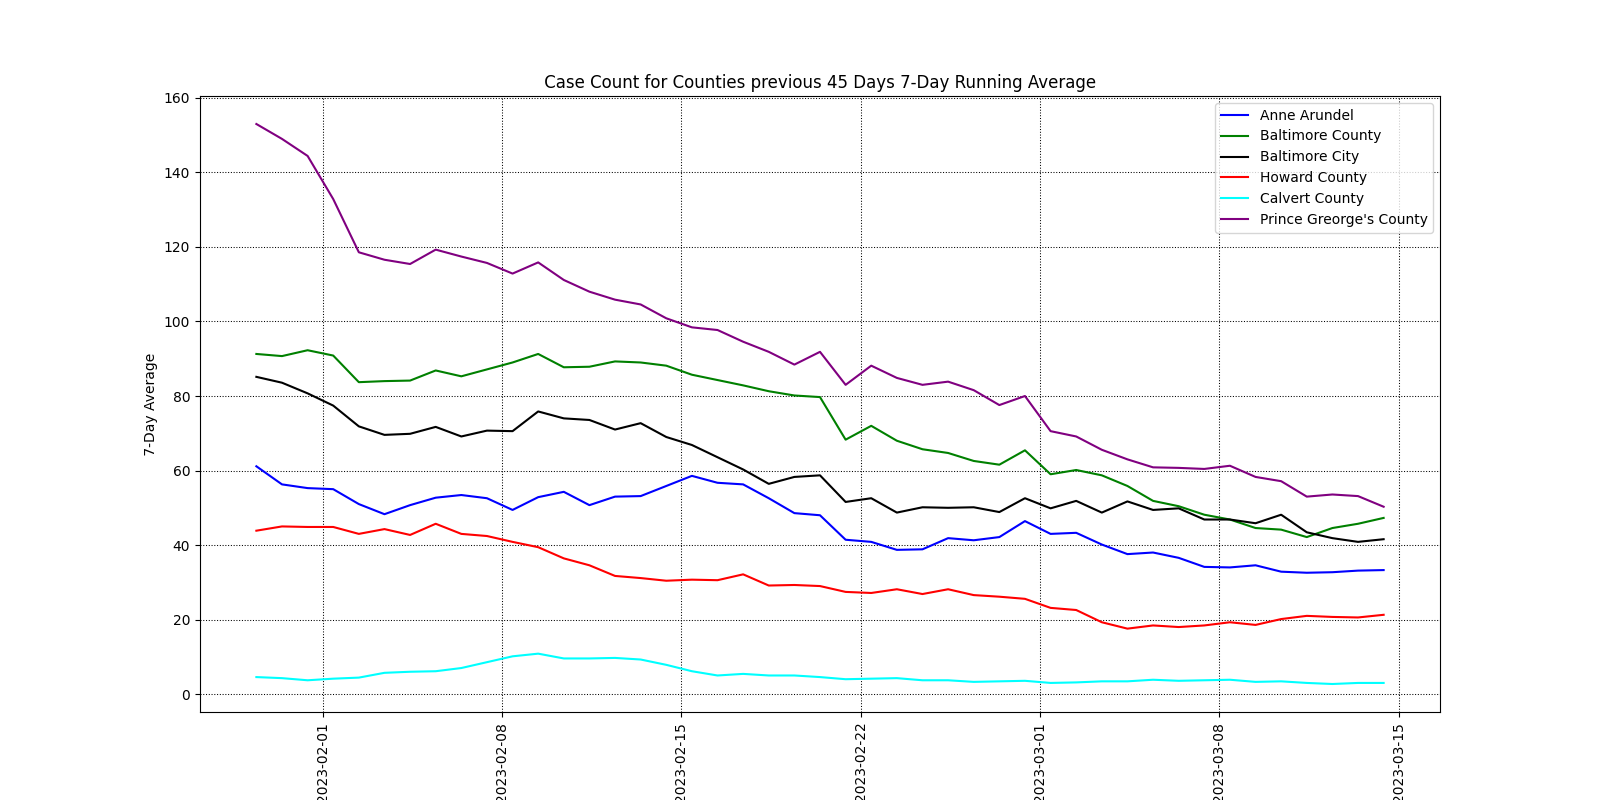 Case Count for Counties previous 45 Days 7-Day Running Average
7-Day Average
160
140
120
100
80
60
40
20
0
Anne Arundel
Baltimore County
Baltimore City
Howard County
Calvert County
Prince Greorge's County
2023-02-01
2023-02-08
2023-02-15
2023-02-22
2023-03-01
2023-03-08
2023-03-15